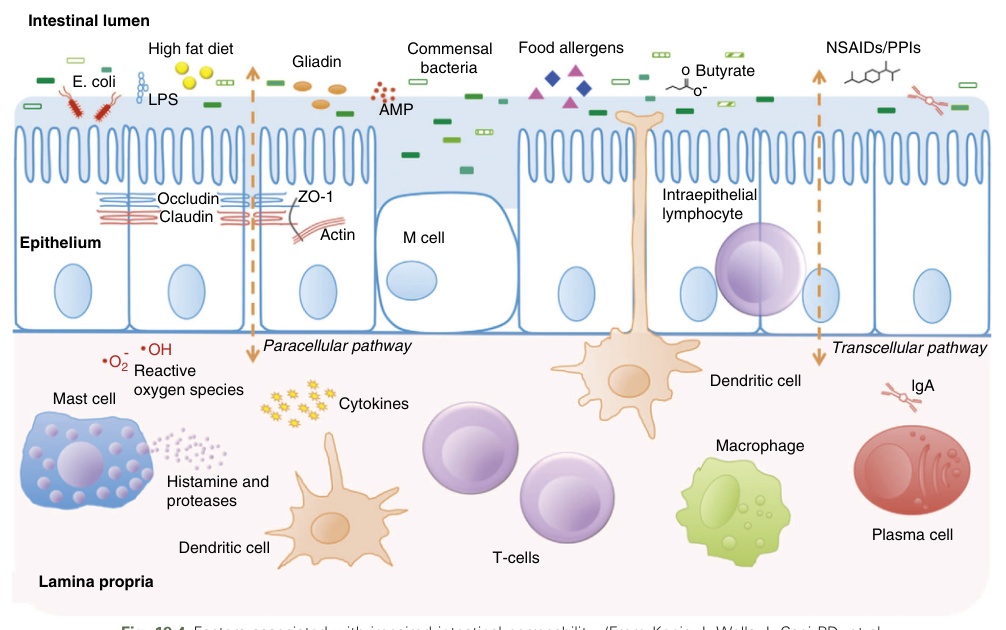 Intestinal lumen
High fat diet
E. coli
LPS
Gliadin
AMP
Commensal
bacteria
Food allergens
Butyrate
O
O-
NSAIDs/PPIs
Occludin
Claudin
ZO-1
Actin
Epithelium
M cell
Intraepithelial
lymphocyte
Paracellular pathway
Transcellular pathway
•O2-
•OH
Reactive
oxygen species
Mast cell
Histamine and
proteases
Cytokines
Dendritic cell
T-cells
Dendritic cell
Macrophage
IgA
Plasma cell
Lamina propria